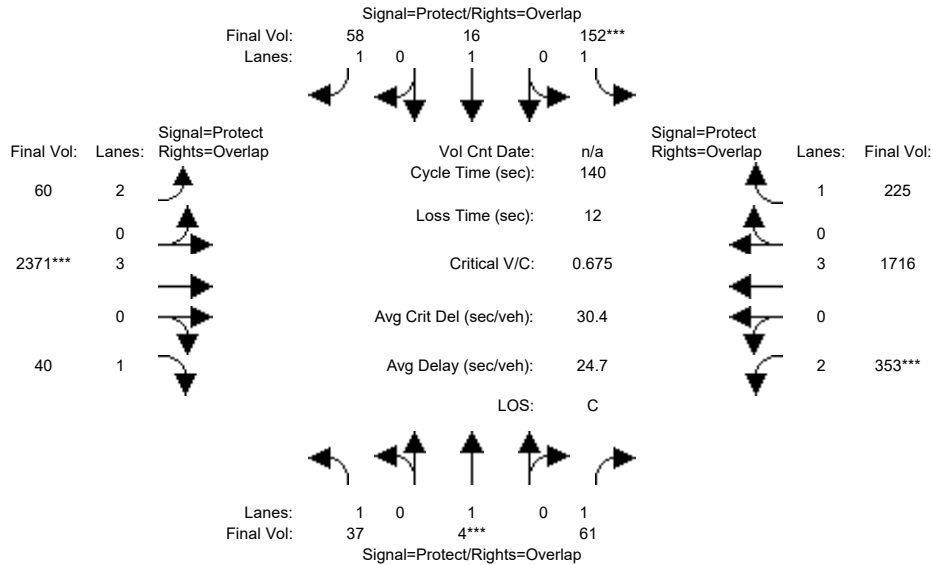 Signal=Protect/Rights=Overlap
Final Vol: 58 16 152***
Lanes: 1 0 1 0 1
Signal=Protect Signal=Protect
Final Vol: Lanes: Rights=Overlap Vol Cnt Date: n/a Rights=Overlap Lanes: Final Vol:
Cycle Time (sec): 140
60 2 1 225
Loss Time (sec): 12
0 0
2371*** 3 Critical V/C: 0.675 3 1716
0 Avg Crit Del (sec/veh): 30.4 0
40 1 Avg Delay (sec/veh): 24.7 2 353***
LOS: C
Lanes: 1 0 1 0 1
Final Vol: 37 4*** 61
Signal=Protect/Rights=Overlap